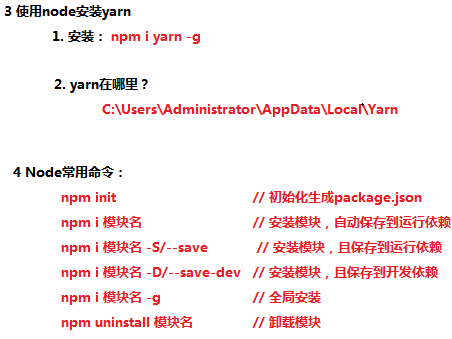 3 使用node安装yarn
1. 安装： npm i yarn -g
2. yarn在哪里？
C:\Users\Administrator\AppData\Local\Yarn
4 Node常用命令：
npm init // 初始化生成package.json
npm i 模块名 // 安装模块，自动保存到运行依赖
npm i 模块名 -S/--save // 安装模块，且保存到运行依赖
npm i 模块名 -D/--save-dev // 安装模块，且保存到开发依赖
npm i 模块名 -g // 全局安装
npm uninstall 模块名 // 卸载模块